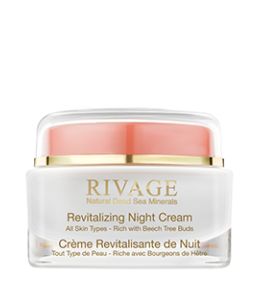 RIVAGE
Natural Dead Sea Minerals
Revitalizing Night Cream
All Skin Types - Rich with Beech Tree Buds
Crème Revitalisante de Nuit
Tout Type de Peau - Riche avec Bourgeons de Hêtre